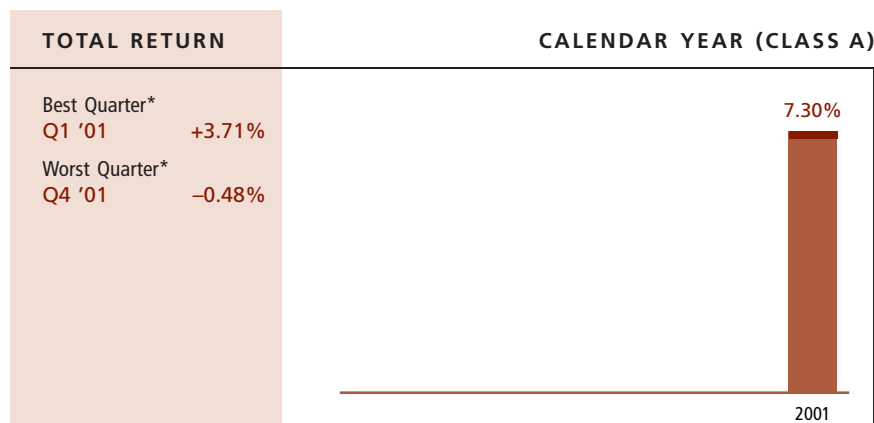 TOTAL RETURN
CALENDAR YEAR (CLASS A)
Best Quarter*
Q1 ’01 +3.71%
Worst Quarter*
Q4 ’01 –0.48%
7.30%
2001